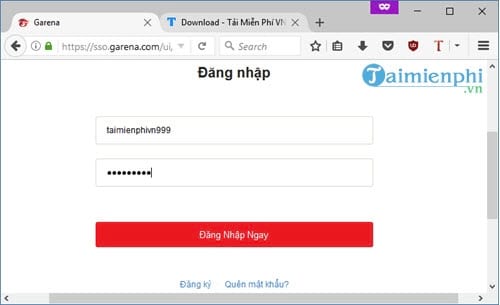 Garena
Download - Tải Miễn Phí VN
https://sso.garena.com/ui,
Search
Đăng nhập
Taimienphi
.vn
taimienphivn999
•••••••••
Đăng Nhập Ngay
Đăng ký Quên mật khẩu?